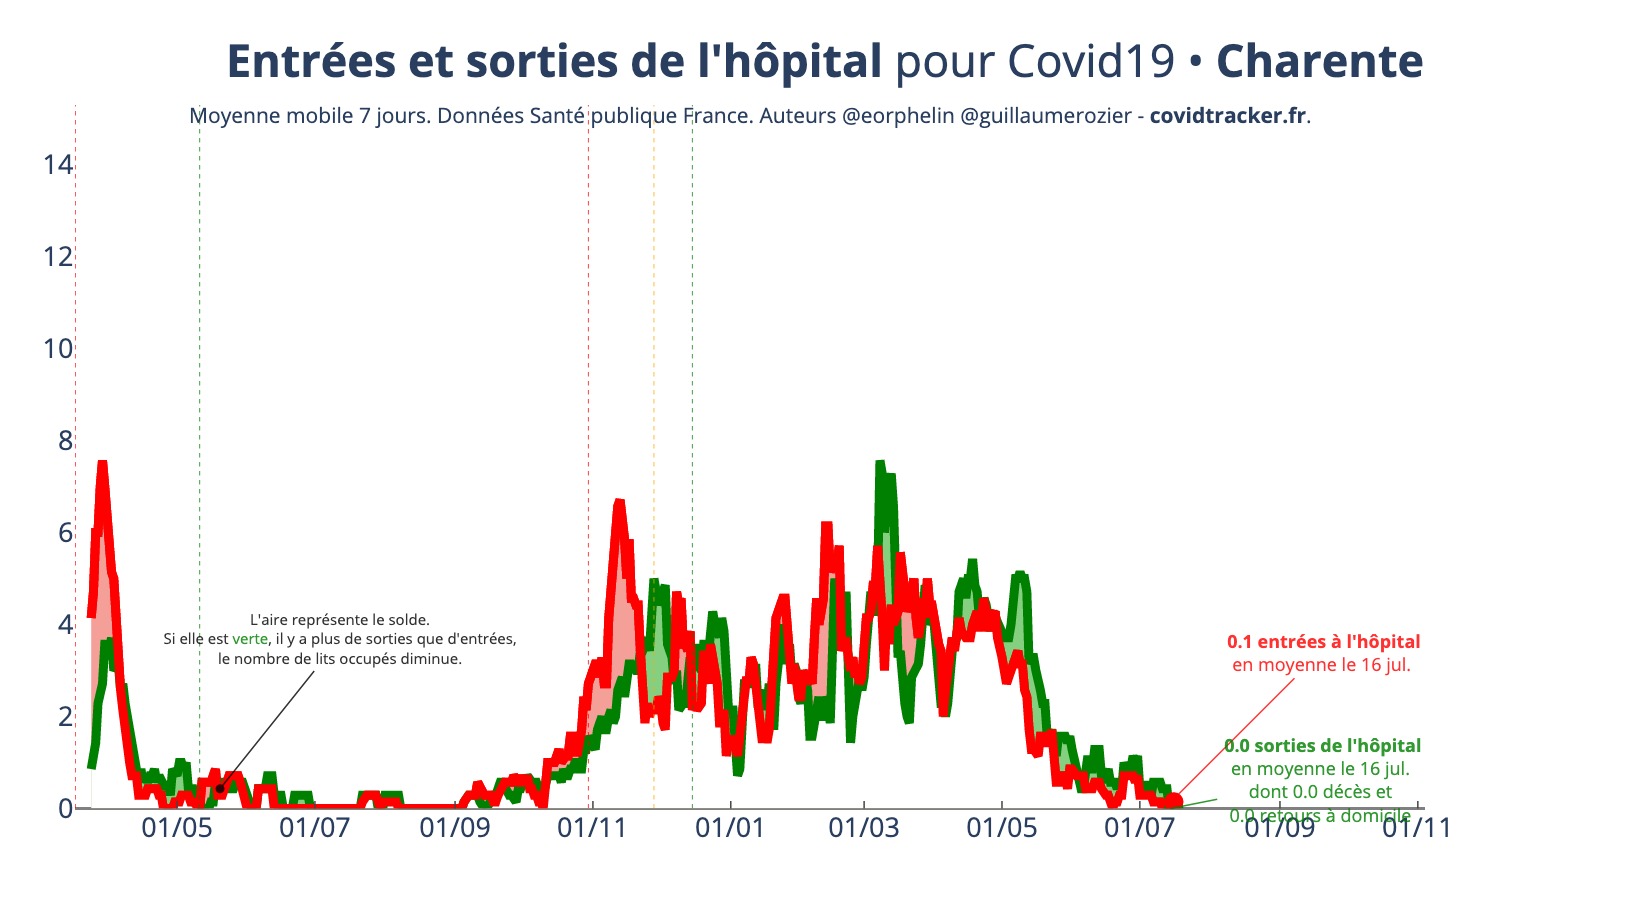 Entrées et sorties de l'hôpital pour Covid19 • Charente
Moyenne mobile 7 jours. Données Santé publique France. Auteurs @eorphelin @guillaumerozier - covidtracker.fr.
14
12
10
8
6
4
2
0
L'aire représente le solde.
Si elle est verte, il y a plus de sorties que d'entrées,
le nombre de lits occupés diminue.
0.1 entrées à l'hôpital
en moyenne le 16 jul.
0.0 sorties de l'hôpital
en moyenne le 16 jul.
dont 0.0 décès et
0.0 retours à domicile
01/05 01/07 01/09 01/11 01/01 01/03 01/05 01/07 01/09 01/11